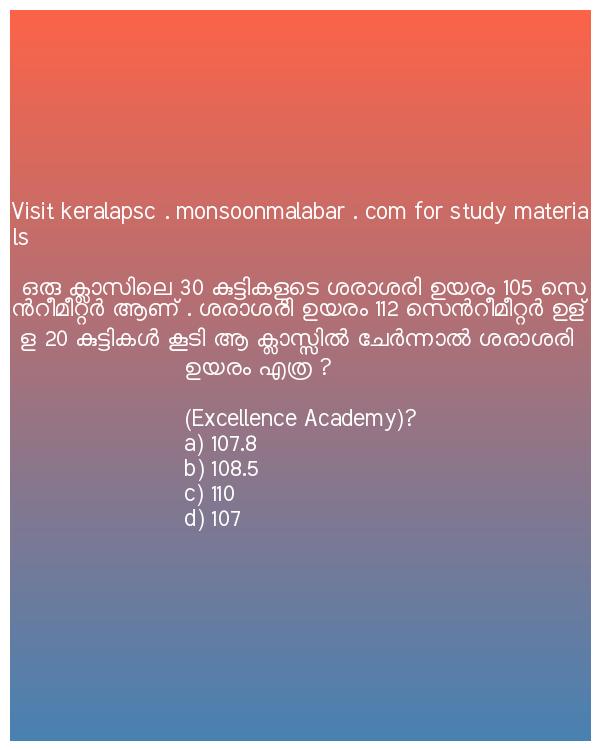 Visit keralapsc . monsoonmalabar . com for study materia
ls
ഒരു ക്ലാസിലെ 30 കുട്ടികളുടെ ശരാശരി ഉയരം 105 സെ
ൻറീമീറ്റർ ആണ് . ശരാശരി ഉയരം 112 സെൻറീമീറ്റർ ഉള്
ള 20 കുട്ടികൾ കൂടി ആ ക്ലാസ്സിൽ ചേർന്നാൽ ശരാശരി
ഉയരം എത്ര ?
(Excellence Academy)?
a) 107.8
b) 108.5
c) 110
d) 107